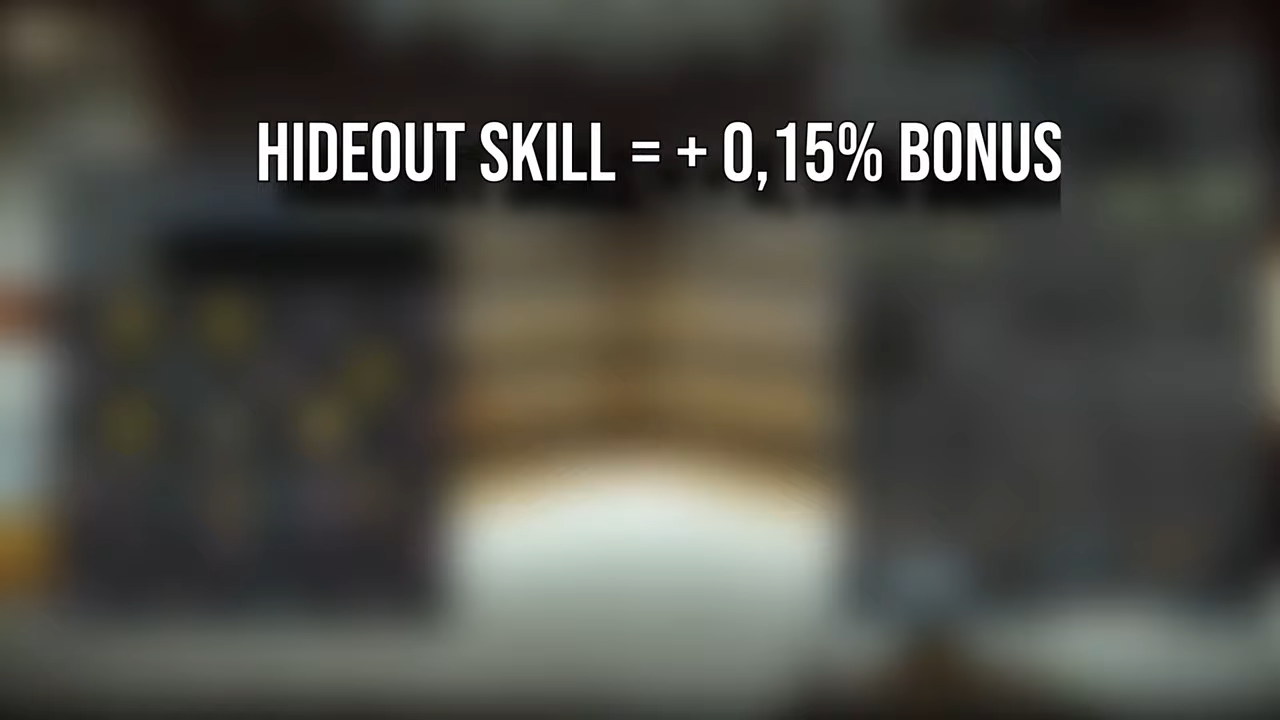 HIDEOUT SKILL = + 0,15% BONUS